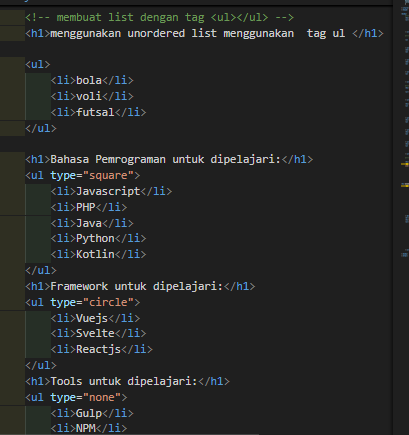 <!-- membuat list dengan tag <ul></ul> -->
<h1>menggunakan unordered list menggunakan  tag ul </h1>
<ul>
<li>bola</li>
<li>voli</li>
<li>futsal</li>
</ul>
<h1>Bahasa Pemrograman untuk dipelajari:</h1>
<ul type="square">
<li>Javascript</li>
<li>PHP</li>
<li>Java</li>
<li>Python</li>
<li>Kotlin</li>
</ul>
<h1>Framework untuk dipelajari:</h1>
<ul type="circle">
<li>Vuejs</li>
<li>Svelte</li>
<li>Reactjs</li>
</ul>
<h1>Tools untuk dipelajari:</h1>
<ul type="none">
<li>Gulp</li>
<li>NPM</li>